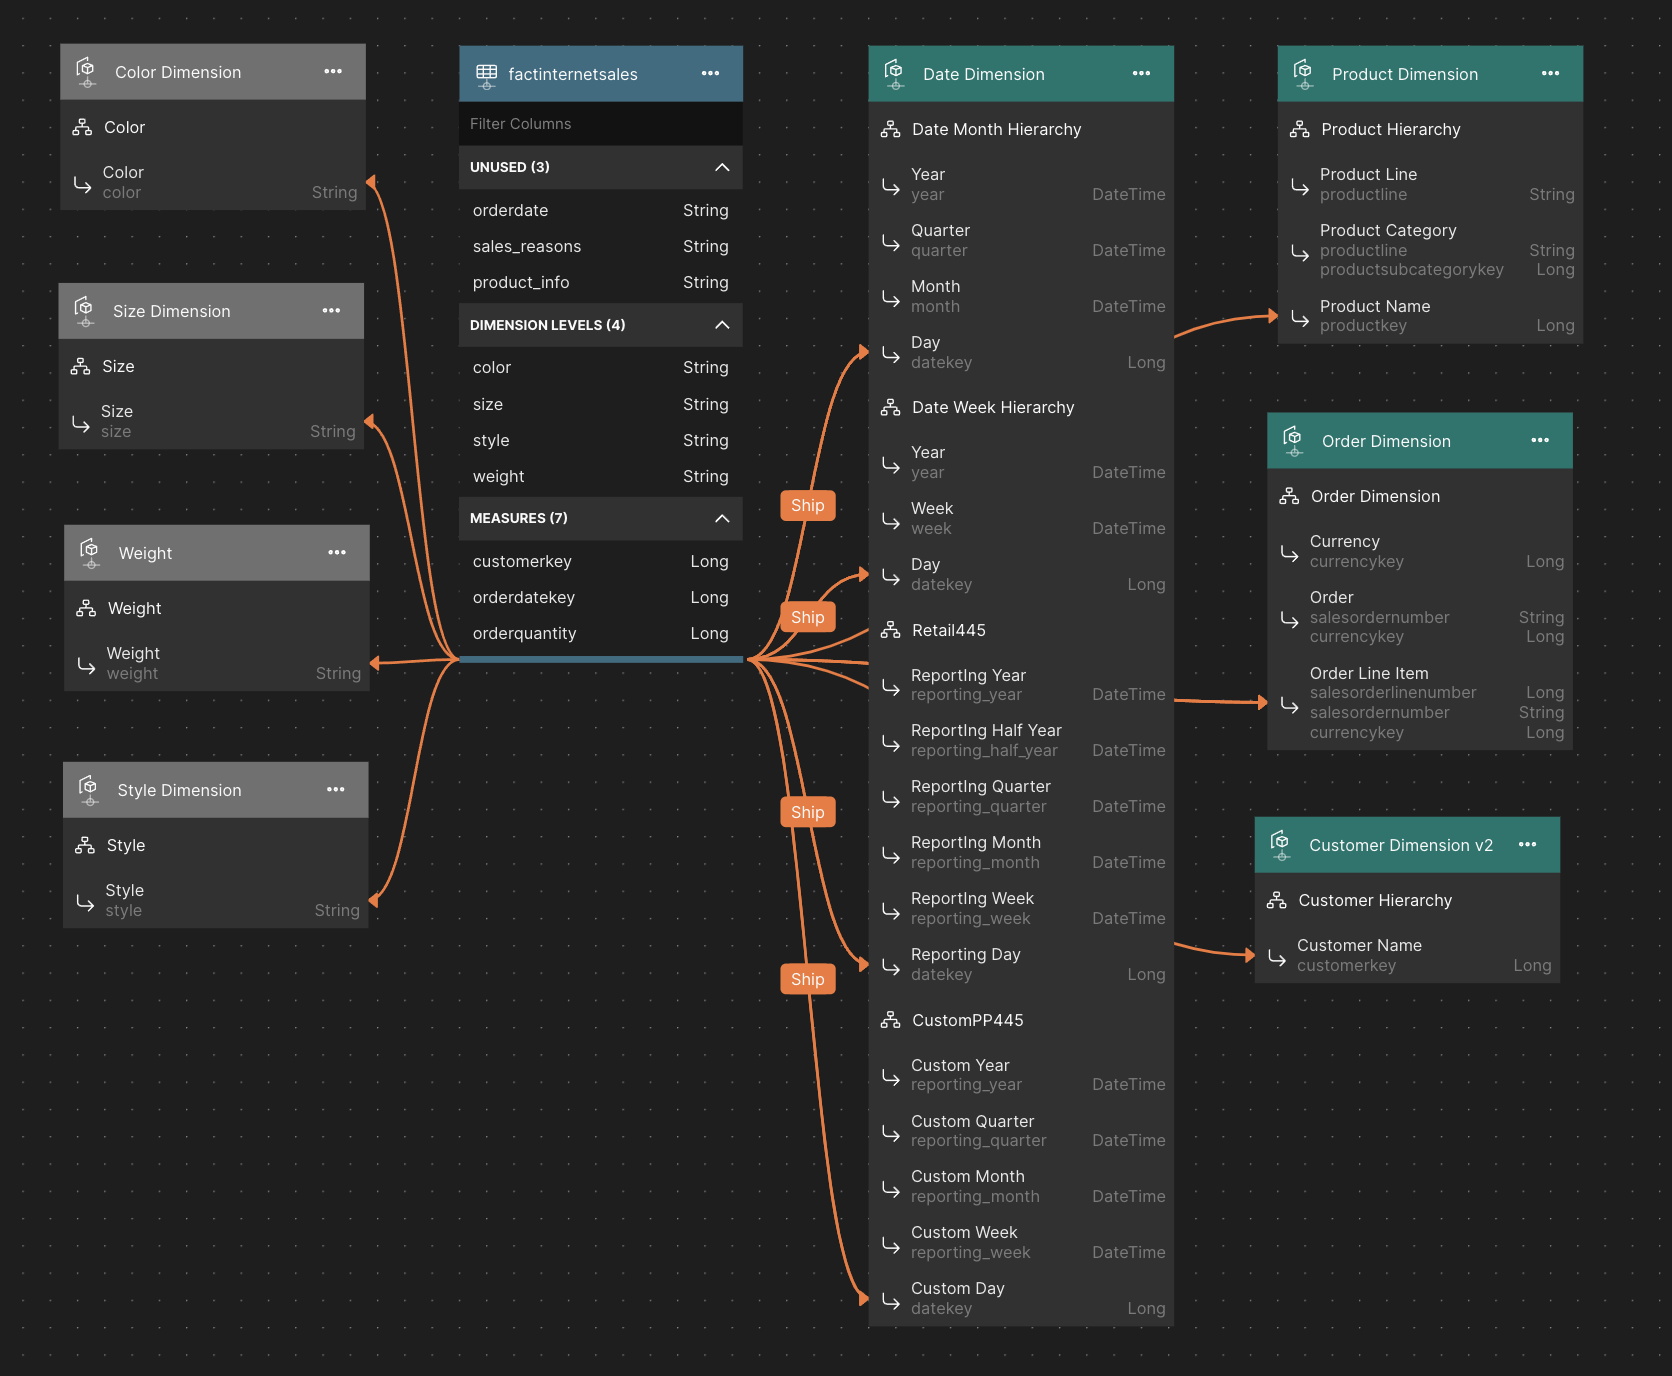 Color Dimension
Color
Color
color String
Size Dimension
Size
Size
size String
Weight
Weight
Weight
weight String
Style Dimension
Style
Style
style String
factinternetsales
Filter Columns
UNUSED (3)
orderdate String
sales_reasons String
product_info String
DIMENSION LEVELS (4)
color String
size String
style String
weight String
MEASURES (7)
customerkey Long
orderdatekey Long
orderquantity Long
Ship
Ship
Ship
Ship
Date Dimension
Date Month Hierarchy
Year
year DateTime
Quarter
quarter DateTime
Month
month DateTime
Day
datekey Long
Date Week Hierarchy
Year
year DateTime
Week
week DateTime
Day
datekey Long
Retail445
ReportIng Year
reporting_year DateTime
ReportIng Half Year
reporting_half_year DateTime
ReportIng Quarter
reporting_quarter DateTime
ReportIng Month
reporting_month DateTime
ReportIng Week
reporting_week DateTime
Reporting Day
datekey Long
CustomPP445
Custom Year
reporting_year DateTime
Custom Quarter
reporting_quarter DateTime
Custom Month
reporting_month DateTime
Custom Week
reporting_week DateTime
Custom Day
datekey Long
Product Dimension
Product Hierarchy
Product Line
productline String
Product Category
productline String
productsubcategorykey Long
Product Name
productkey Long
Order Dimension
Order Dimension
Currency
currencykey Long
Order
salesordernumber String
currencykey Long
Order Line Item
salesorderlinenumber Long
salesordernumber String
currencykey Long
Customer Dimension v2
Customer Hierarchy
Customer Name
customerkey Long